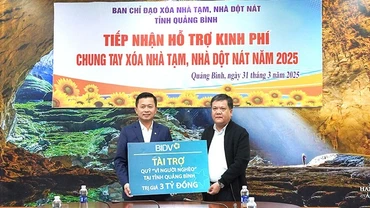 BAN CHỈ ĐẠO XÓA NHÀ TẠM, NHÀ DỘT NÁT
TỈNH QUẢNG BÌNH
TIẾP NHẬN HỖ TRỢ KINH PHÍ
CHUNG TAY XÓA NHÀ TẠM, NHÀ DỘT NÁT NĂM 2025
Quảng Bình, ngày 31 tháng 3 năm 2025
BIDV
TÀI TRỢ
QUỸ "VÌ NGƯỜI NGHÈO"
TẠI TỈNH QUẢNG BÌNH
TRỊ GIÁ 3 TỶ ĐỒNG